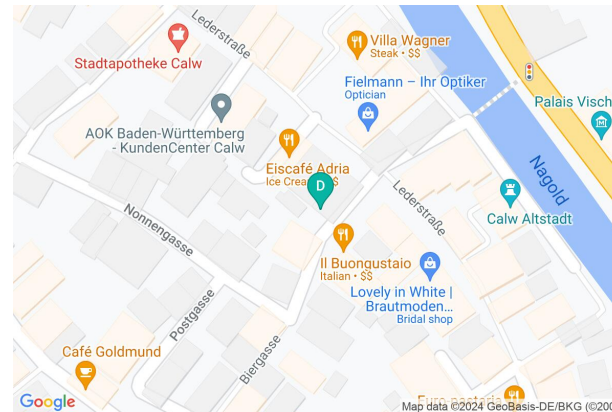 Lederstraße
Stadtapotheke Calw
Villa Wagner
Steak • $$
Fielmann – Ihr Optiker
Optician
Palais Visch
AOK Baden-Württemberg
- KundenCenter Calw
Eiscafé Adria
D
Nagold
Lederstraße
Calw Altstadt
Nonnengasse
Il Buongustaio
Italian • $$
Lovely in White |
Brautmoden...
Bridal shop
Postgasse
Biergasse
Café Goldmund
Google
Map data ©2024 GeoBasis-DE/BKG (©200